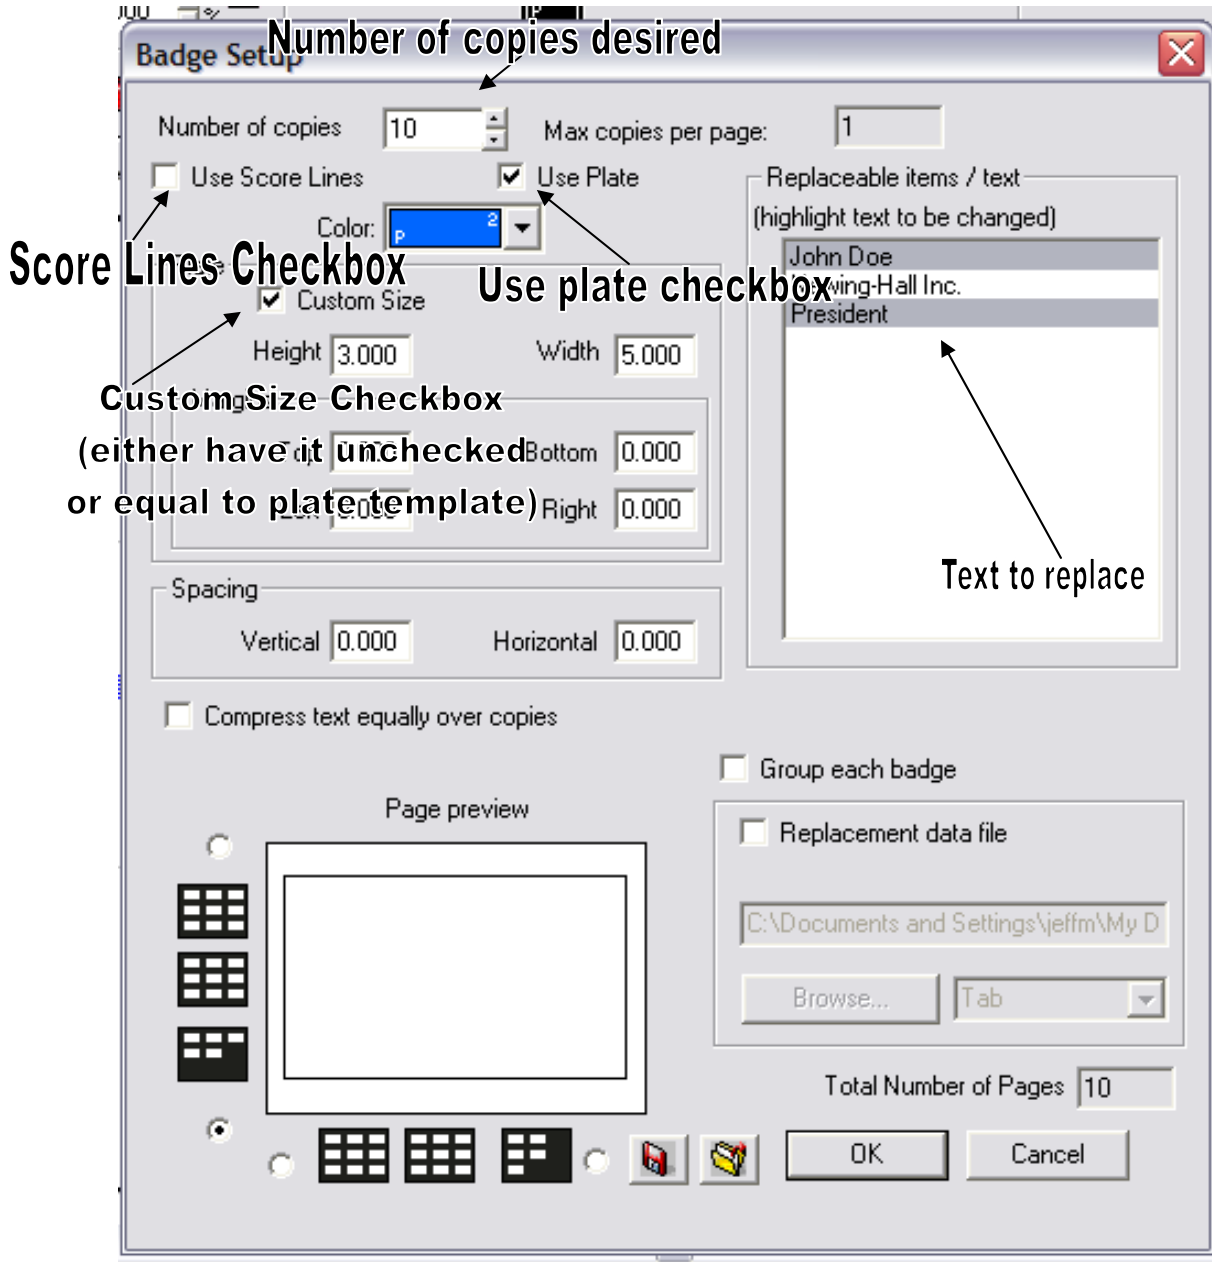 Number of copies desired
Badge Setup
Number of copies 10 Max copies per page: 1
Use Score Lines Use Plate Replaceable items / text
(highlight text to be changed)
Color: P 2
Score Lines Checkbox
Use plate checkbox
John Doe
Hall Inc.
President
Custom Size
Height 3.000 Width 5.000
Custom Size Checkbox
(either have it unchecked
Bottom 0.000
or equal to plate template)
Right 0.000
Text to replace
Spacing
Vertical 0.000 Horizontal 0.000
Compress text equally over copies
Group each badge
Page preview
Replacement data file
C:\Documents and Settings\jeffm\My D
Browse... Tab
Total Number of Pages 10
OK Cancel